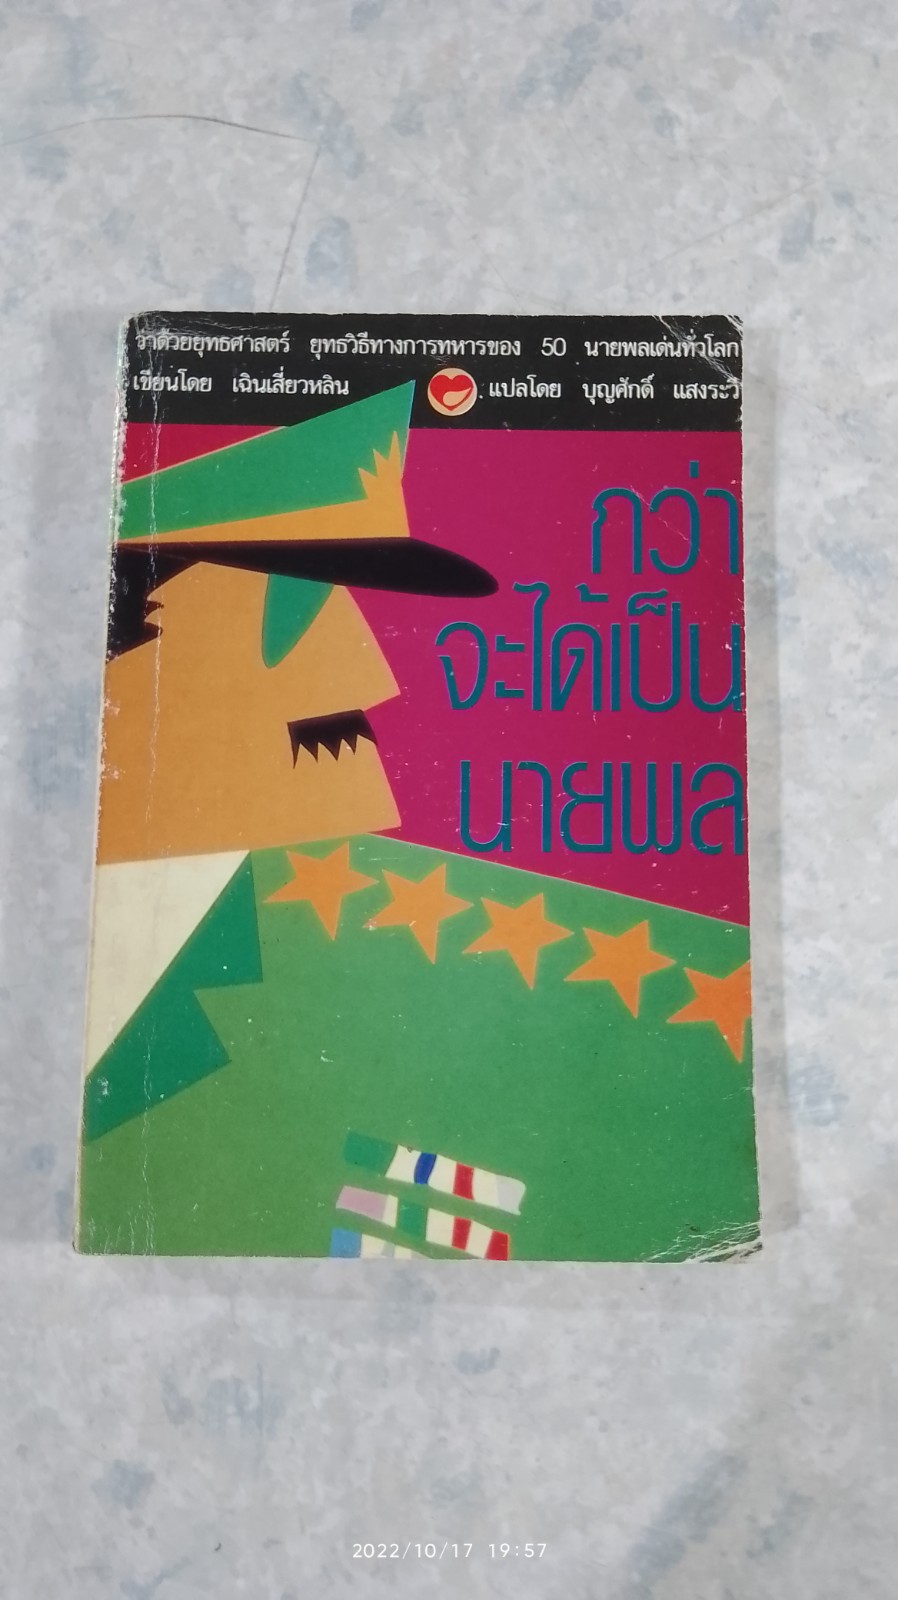 ว่าด้วยยุทธศาสตร์ ยุทธวิธีทางการทหารของ 50 นายพลเด่นทั่วโลก
เขียนโดย เฉินเสี่ยวหลิน . แปลโดย บุญศักดิ์ แสงระวี
กว่า
จะได้เป็น
นายพล
2022/10/17 19:57